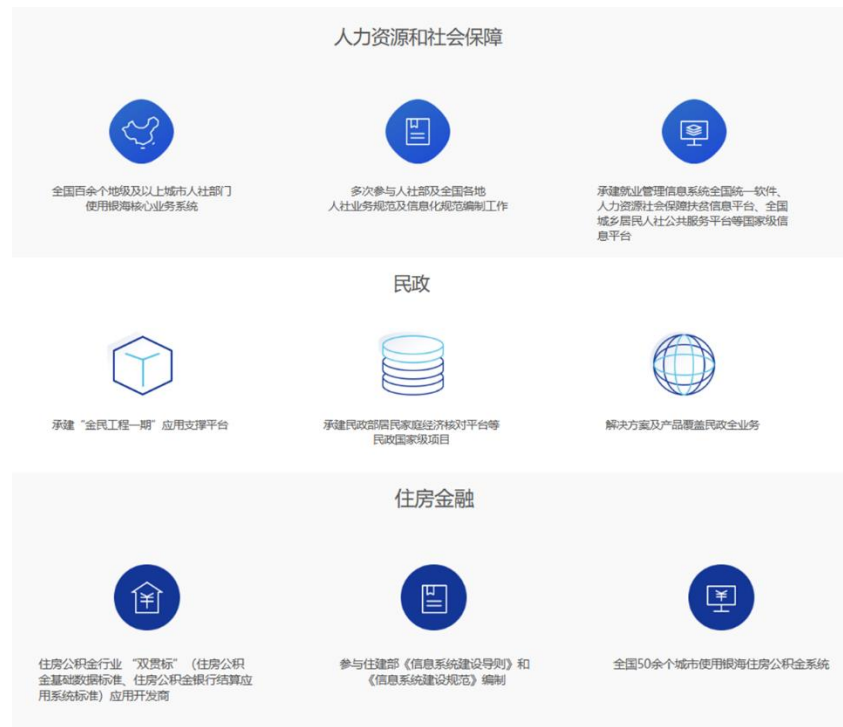 人力资源和社会保障
全国百余个地级及以上城市人社部门
使用银海核心业务系统
多次参与人社部及全国各地
人社业务规范及信息化规范编制工作
承建就业管理信息系统全国统一软件、
人力资源社会保障扶贫信息平台、全国
城乡居民人社公共服务平台等国家级信
息平台
民政
承建“金民工程一期”应用支撑平台
承建民政部居民家庭经济核对平台等
民政国家级项目
解决方案及产品覆盖民政全业务
住房金融
住房公积金行业 “双贯标”（住房公积
金基础数据标准、住房公积金银行结算应
用系统标准）应用开发商
参与住建部《信息系统建设导则》和
《信息系统建设规范》编制
全国50余个城市使用银海住房公积金系统